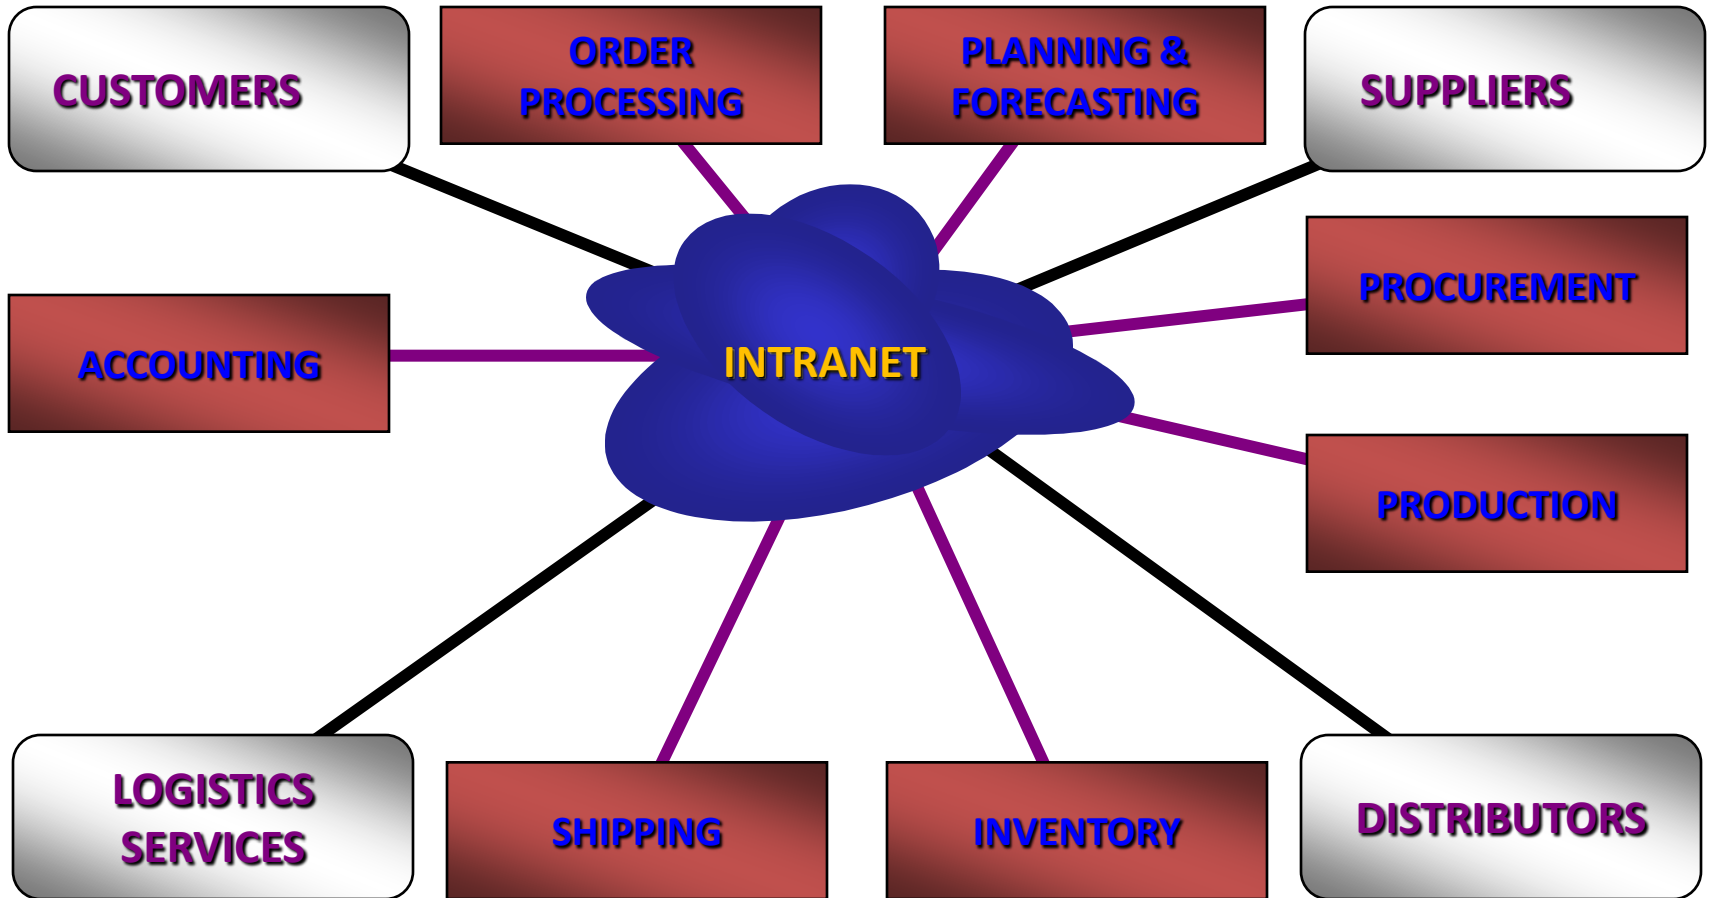 CUSTOMERS
ORDER
PROCESSING
PLANNING &
FORECASTING
SUPPLIERS
PROCUREMENT
ACCOUNTING
INTRANET
PRODUCTION
LOGISTICS
SERVICES
SHIPPING
INVENTORY
DISTRIBUTORS